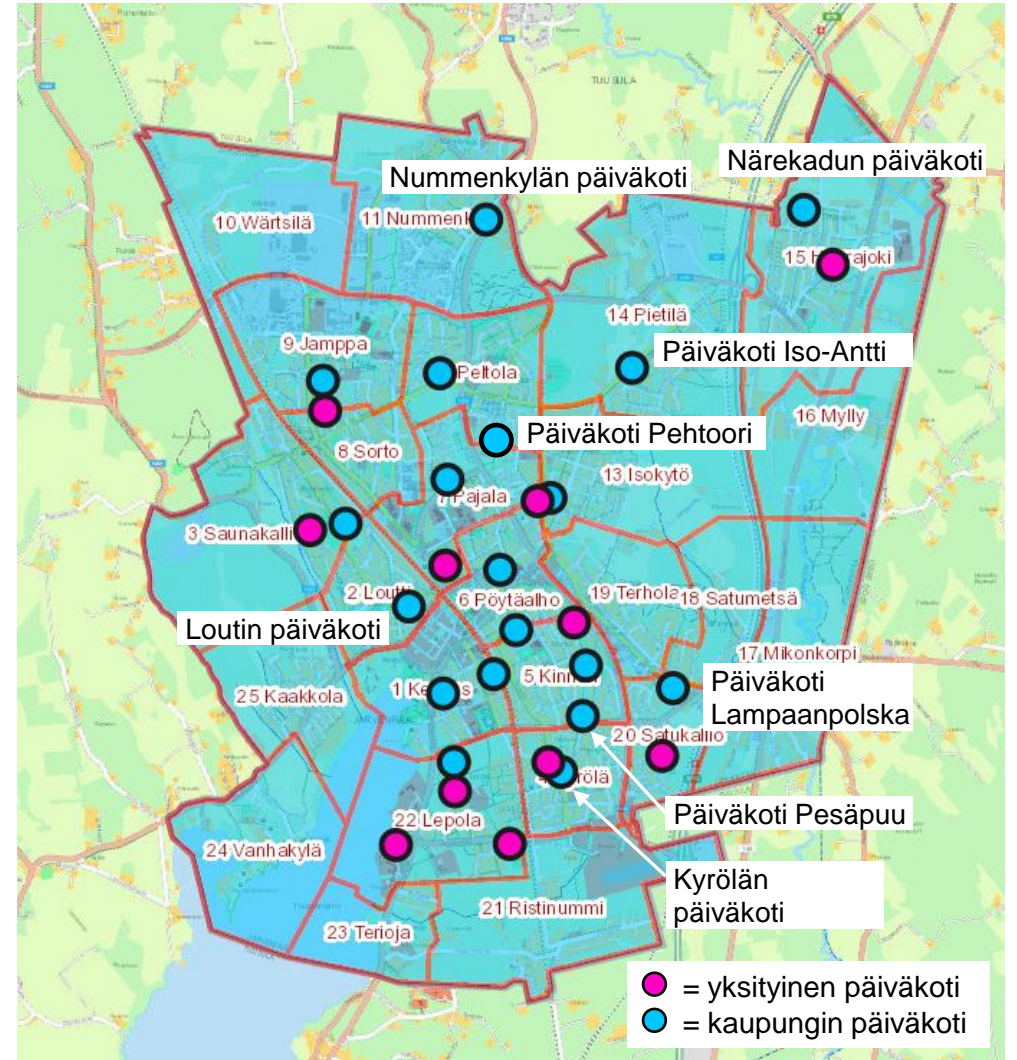 TUUSULA
Närekadun päiväkoti
Nummenkylän päiväkoti
10 Wärtsilä
11 Nummenk
15 H rajoki
14 Pietilä
9 Jamppa
Päiväkoti Iso-Antti
Peltola
16 Mylly
Päiväkoti Pehtoori
8 Sorto
13 Isokytö
7 Pajala
3 Saunakalli
2 Loutti
19 Terhola
18 Satumetsä
6 Pöytäalho
Loutin päiväkoti
17 Mikonkorpi
5 Kinn
Päiväkoti
Lampaanpolska
25 Kaakkola
1 Ke s
20 Satukallio
4 rölä
Päiväkoti Pesäpuu
22 Lepola
24 Vanhakylä
Kyrölän
päiväkoti
21 Ristinummi
23 Terioja
= yksityinen päiväkoti
= kaupungin päiväkoti